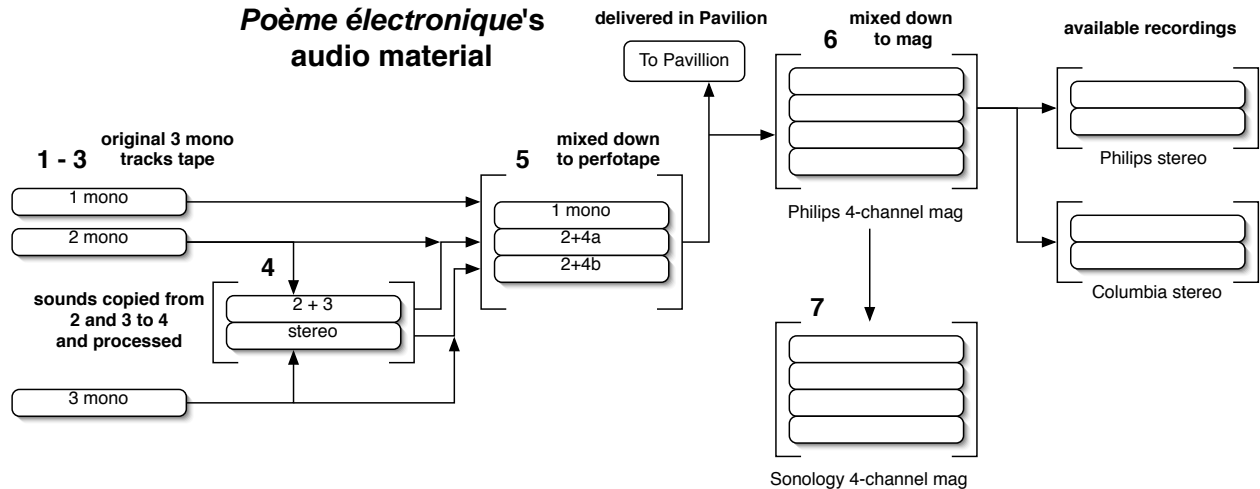 Poème électronique's
audio material
delivered in Pavilion
To Pavillion
6
mixed down
to mag
available recordings
Philips stereo
Columbia stereo
Philips 4-channel mag
7
Sonology 4-channel mag
1 - 3
original 3 mono
tracks tape
1 mono
2 mono
4
2 + 3
stereo
sounds copied from
2 and 3 to 4
and processed
3 mono
5
mixed down
to perfotape
1 mono
2+4a
2+4b